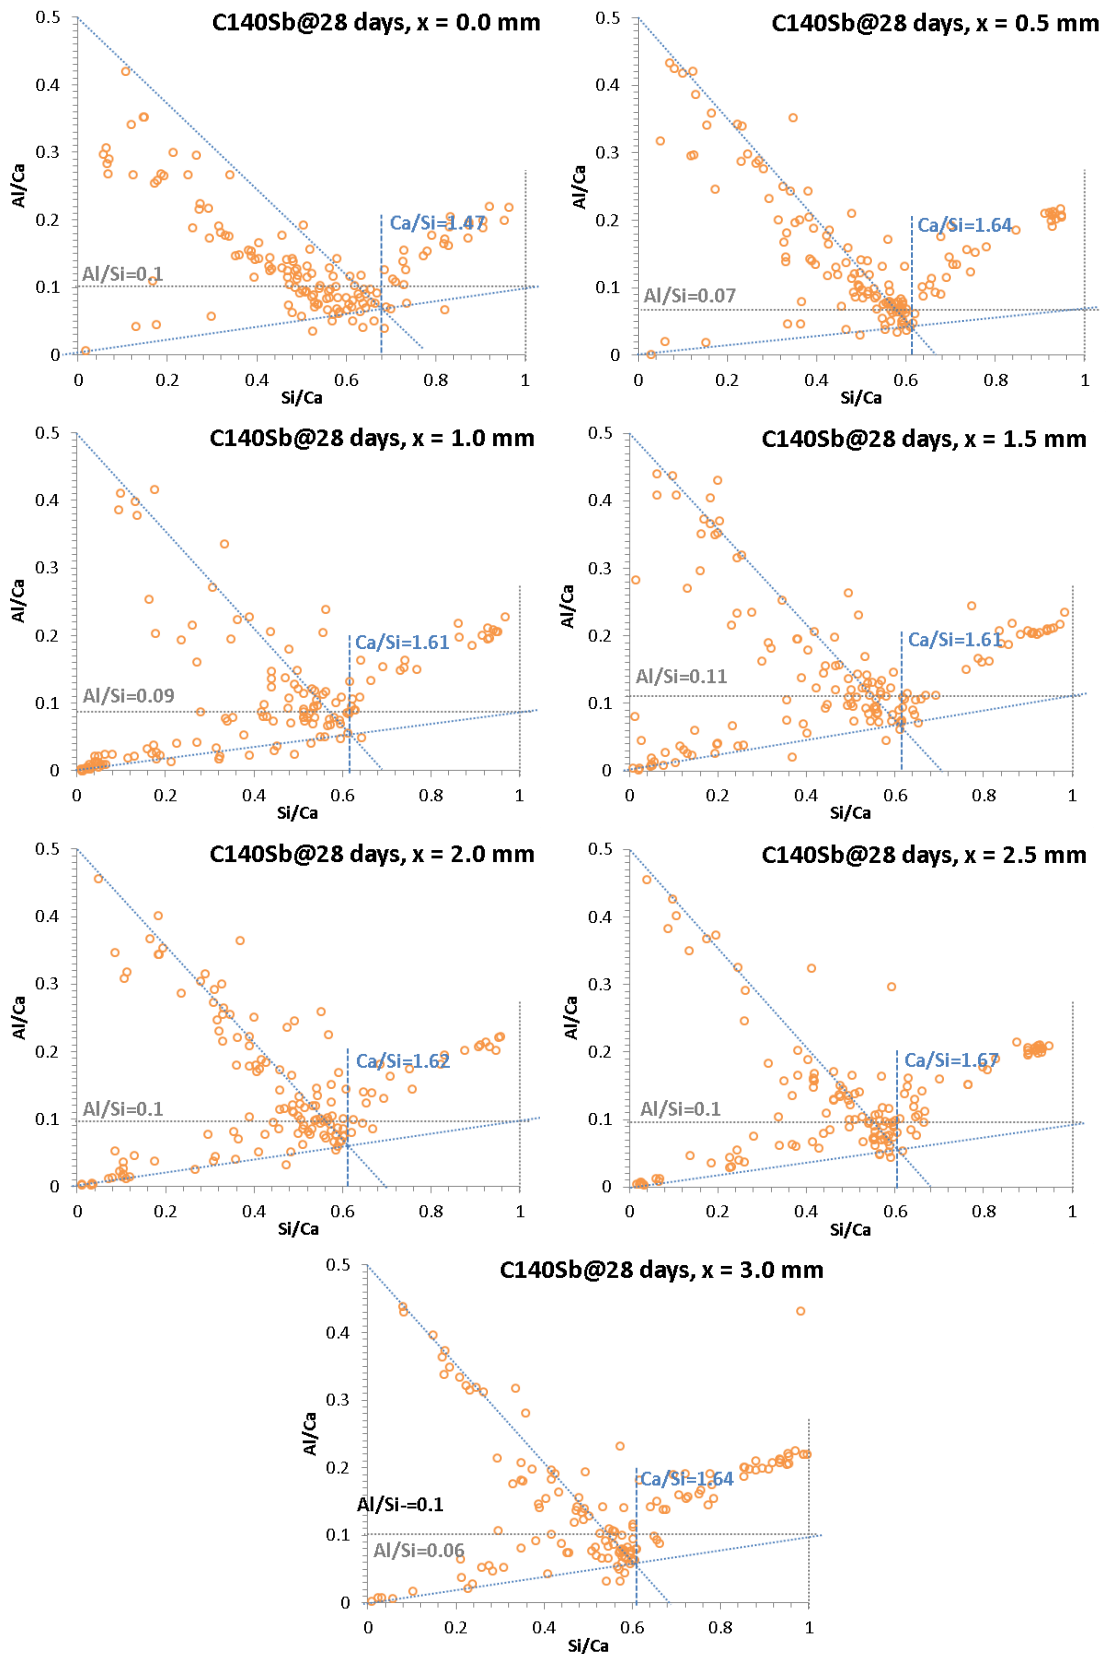 C140Sb@28 days, x = 0.0 mm
0.5
0.4
0.3
0.2
0.1
0
Al/Ca
Ca/Si=1.47
Al/Si=0.1
0 0.2 0.4 0.6 0.8 1
Si/Ca
C140Sb@28 days, x = 0.5 mm
0.5
0.4
0.3
0.2
0.1
0
Al/Ca
Ca/Si=1.64
Al/Si=0.07
0 0.2 0.4 0.6 0.8 1
Si/Ca
C140Sb@28 days, x = 1.0 mm
0.5
0.4
0.3
0.2
0.1
0
Al/Ca
Ca/Si=1.61
Al/Si=0.09
0 0.2 0.4 0.6 0.8 1
Si/Ca
C140Sb@28 days, x = 1.5 mm
0.5
0.4
0.3
0.2
0.1
0
Al/Ca
Ca/Si=1.61
Al/Si=0.11
0 0.2 0.4 0.6 0.8 1
Si/Ca
C140Sb@28 days, x = 2.0 mm
0.5
0.4
0.3
0.2
0.1
0
Al/Ca
Ca/Si=1.62
Al/Si=0.1
0 0.2 0.4 0.6 0.8 1
Si/Ca
C140Sb@28 days, x = 2.5 mm
0.5
0.4
0.3
0.2
0.1
0
Al/Ca
Ca/Si=1.67
Al/Si=0.1
0 0.2 0.4 0.6 0.8 1
Si/Ca
C140Sb@28 days, x = 3.0 mm
0.5
0.4
0.3
0.2
0.1
0
Al/Ca
Ca/Si=1.64
Al/Si-=0.1
Al/Si=0.06
0 0.2 0.4 0.6 0.8 1
Si/Ca